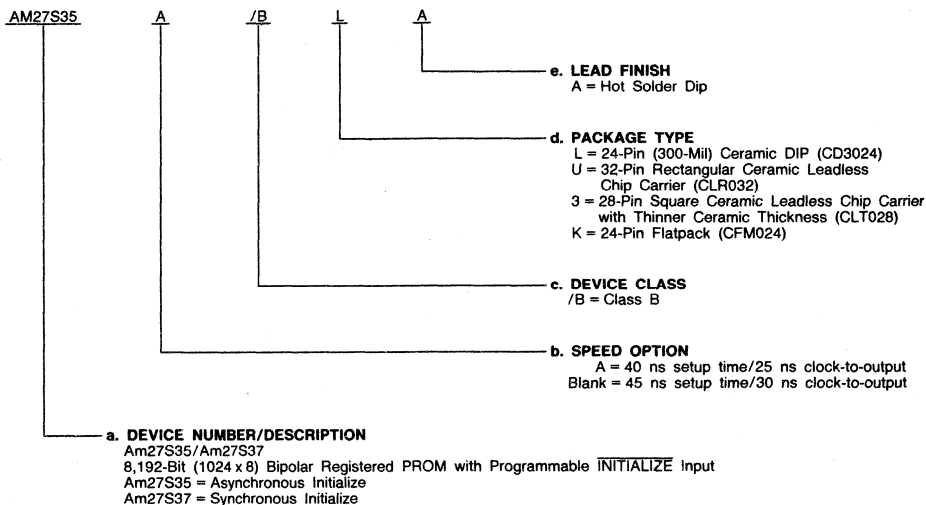 AM27S35 A /B L A
e. LEAD FINISH
A = Hot Solder Dip
d. PACKAGE TYPE
L = 24-Pin (300-Mil) Ceramic DIP (CD3024)
U = 32-Pin Rectangular Ceramic Leadless
Chip Carrier (CLR032)
3 = 28-Pin Square Ceramic Leadless Chip Carrier
with Thinner Ceramic Thickness (CLT028)
K = 24-Pin Flatpack (CFM024)
c. DEVICE CLASS
/B = Class B
b. SPEED OPTION
A = 40 ns setup time/25 ns clock-to-output
Blank = 45 ns setup time/30 ns clock-to-output
a. DEVICE NUMBER/DESCRIPTION
Am27S35/Am27S37
8,192-Bit (1024 x 8) Bipolar Registered PROM with Programmable INITIALIZE Input
Am27S35 = Asynchronous Initialize
Am27S37 = Synchronous Initialize